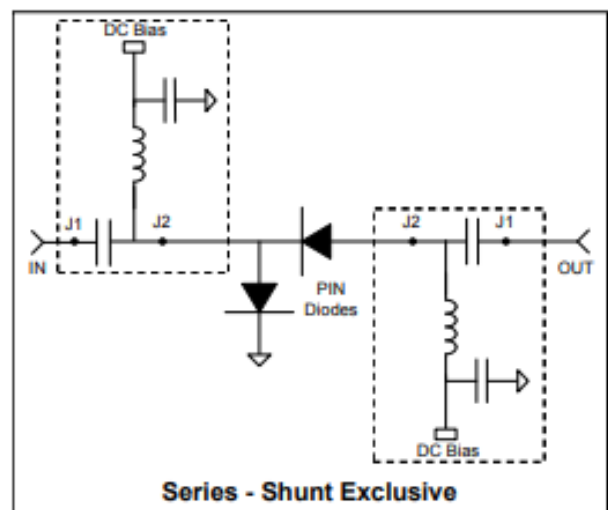 DC Bias
J1
J2
IN
PIN
Diodes
J2
J1
OUT
DC Bias
Series - Shunt Exclusive